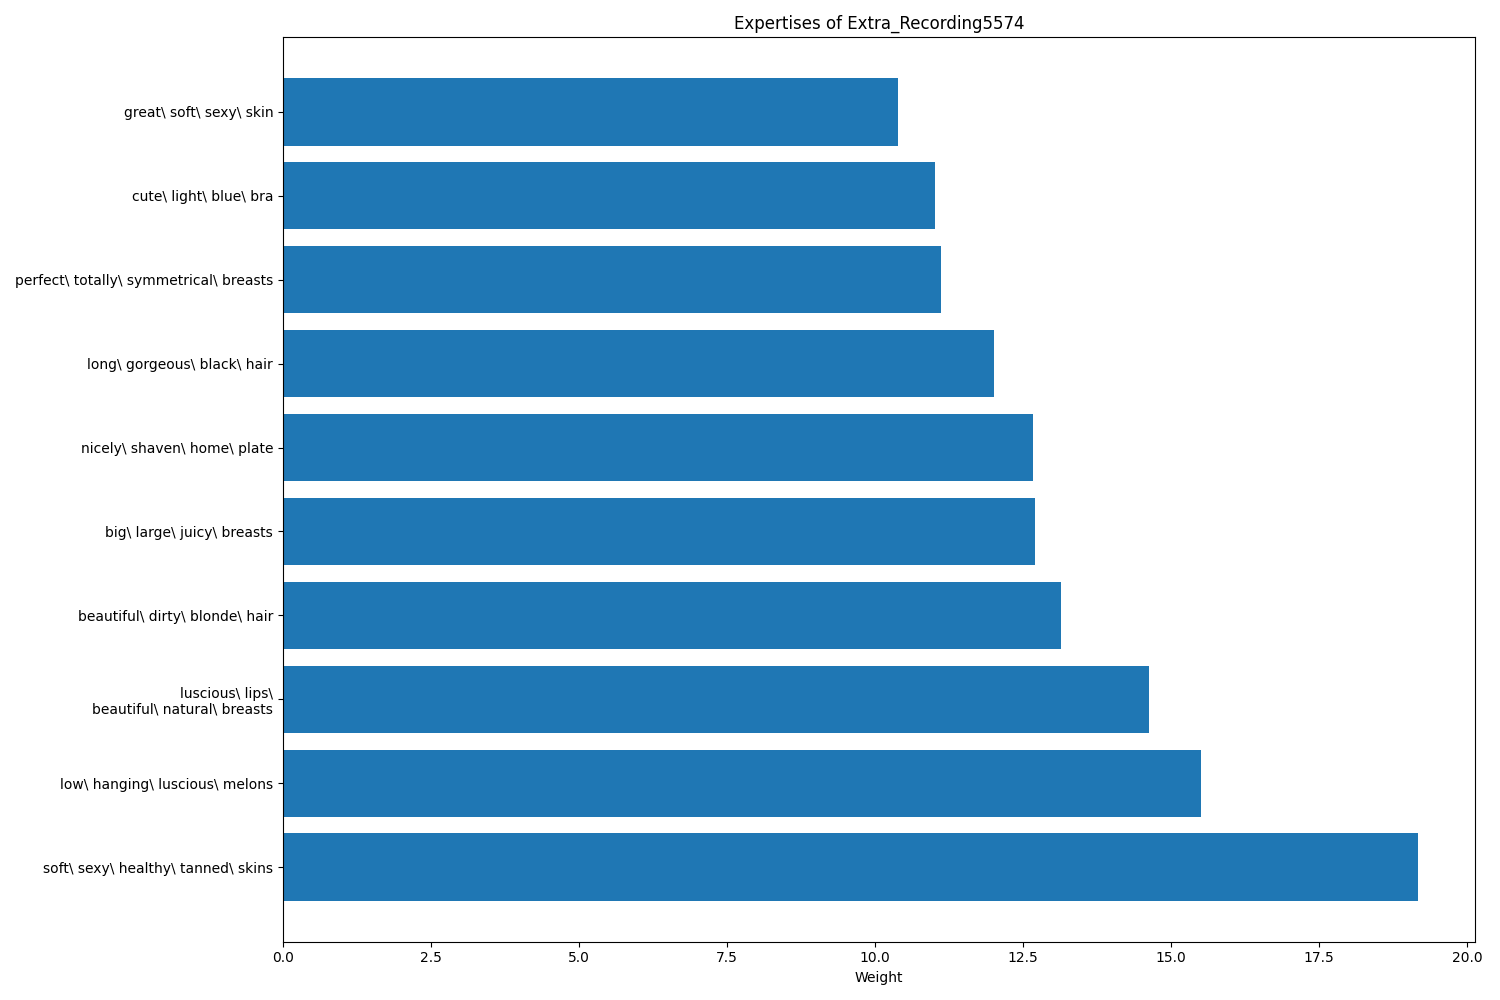 Expertises of Extra_Recording5574
great\ soft\ sexy\ skin
cute\ light\ blue\ bra
perfect\ totally\ symmetrical\ breasts
long\ gorgeous\ black\ hair
nicely\ shaven\ home\ plate
big\ large\ juicy\ breasts
beautiful\ dirty\ blonde\ hair
luscious\ lips\
beautiful\ natural\ breasts
low\ hanging\ luscious\ melons
soft\ sexy\ healthy\ tanned\ skins
0.0 2.5 5.0 7.5 10.0 12.5 15.0 17.5 20.0
Weight